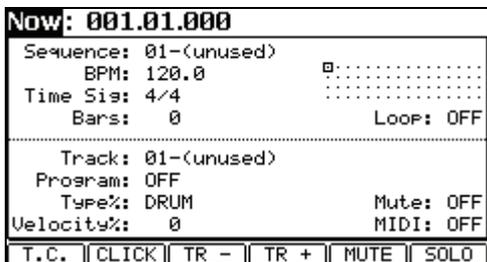 Now: 001.01.000
Sequence: 01-(unused)
BPM: 120.0
Time Sig: 4/4
Bars: 0 Loop: OFF
Track: 01-(unused)
Program: OFF
Type%: DRUM Mute: OFF
Velocity%: 0 MIDI: OFF
T.C. CLICK TR - TR + MUTE SOLO